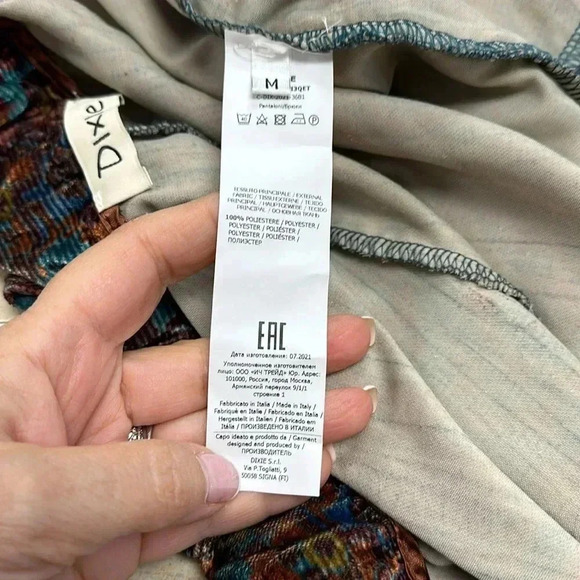 DIXIE
M
E
13QFT
Pantaloni/Брюки
TESSUTO PRINCIPALE / EXTERNAL
FABRIC / TISSU EXTERNE / TEJIDO
PRINCIPAL / HAUPTGEWEBE / TECIDO
PRINCIPAL / ОСНОВНАЯ ТКАНЬ
100% POLIESTERE / POLYESTER /
POLYESTER / POLIÉSTER /
POLYESTER / POLIÉSTER /
ПОЛИЭСТЕР
EAC
Дата изготовления: 07.2021
Уполномоченное изготовителем
лицо: ООО «ИЧ ТРЕЙД» Юр. Адрес:
101000, Россия, город Москва,
Армянский переулок 9/1/1
строение 1
Fabbricato in Italia / Made in Italy /
Fabriqué en Italie / Fabricado en Italia /
Hergestellt in Italien / Fabricado em
Itália / ПРОИЗВЕДЕНО В ИТАЛИИ
Capo ideato e prodotto da / Garment
designed and produced by /
ПРОИЗВОДИТЕЛЬ
DIXIE S.r.l.
Via P.Togliatti, 9
50058 SIGNA (FI)